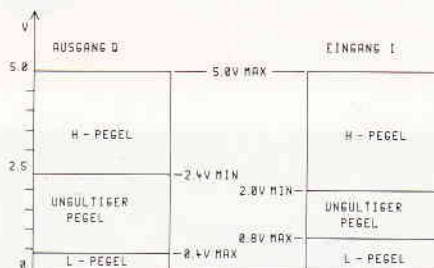 V
AUSGANG Q
EINGANG I
5.0
5.0V MAX
H - PEGEL
H - PEGEL
2.5
2.4V MIN
2.0V MIN
UNGULTIGER
PEGEL
UNGULTIGER
PEGEL
0.8V MAX
0.4V MAX
0
L - PEGEL
L - PEGEL